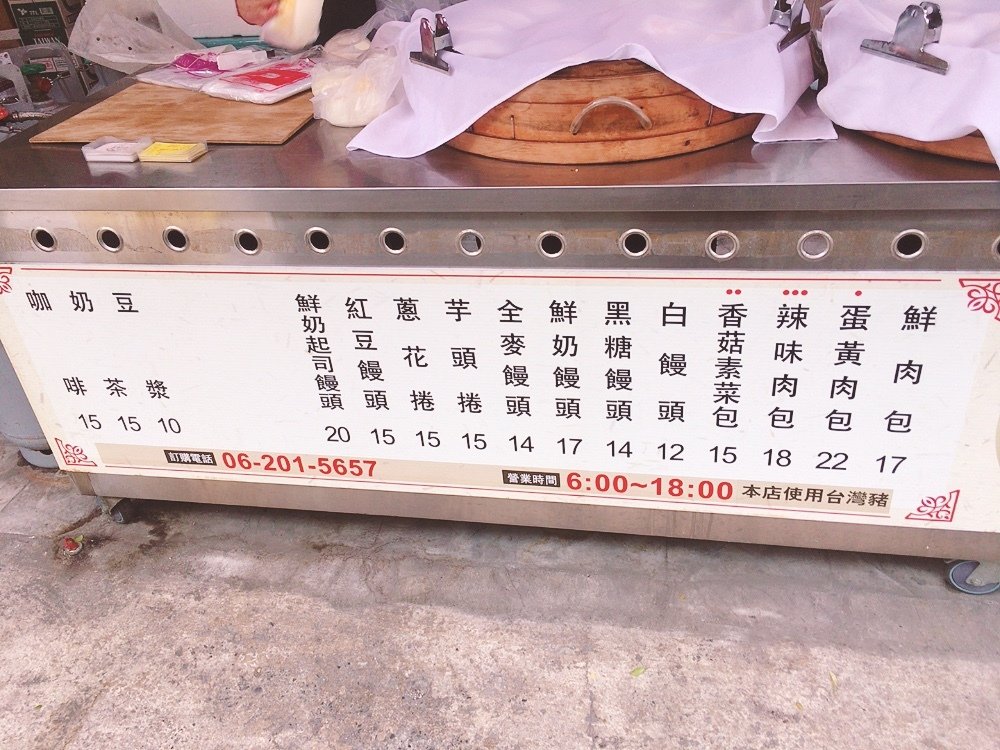 鮮肉包
17
蛋黃肉包
22
辣味肉包
18
香菇素菜包
15
白饅頭
12
黑糖饅頭
14
鮮奶饅頭
17
全麥饅頭
14
芋頭捲
15
蔥花捲
15
紅豆饅頭
15
鮮奶起司饅頭
20
豆漿
10
奶茶
15
咖啡
15
訂購電話 06-201-5657
營業時間 6:00~18:00 本店使用台灣豬
TAIWAN